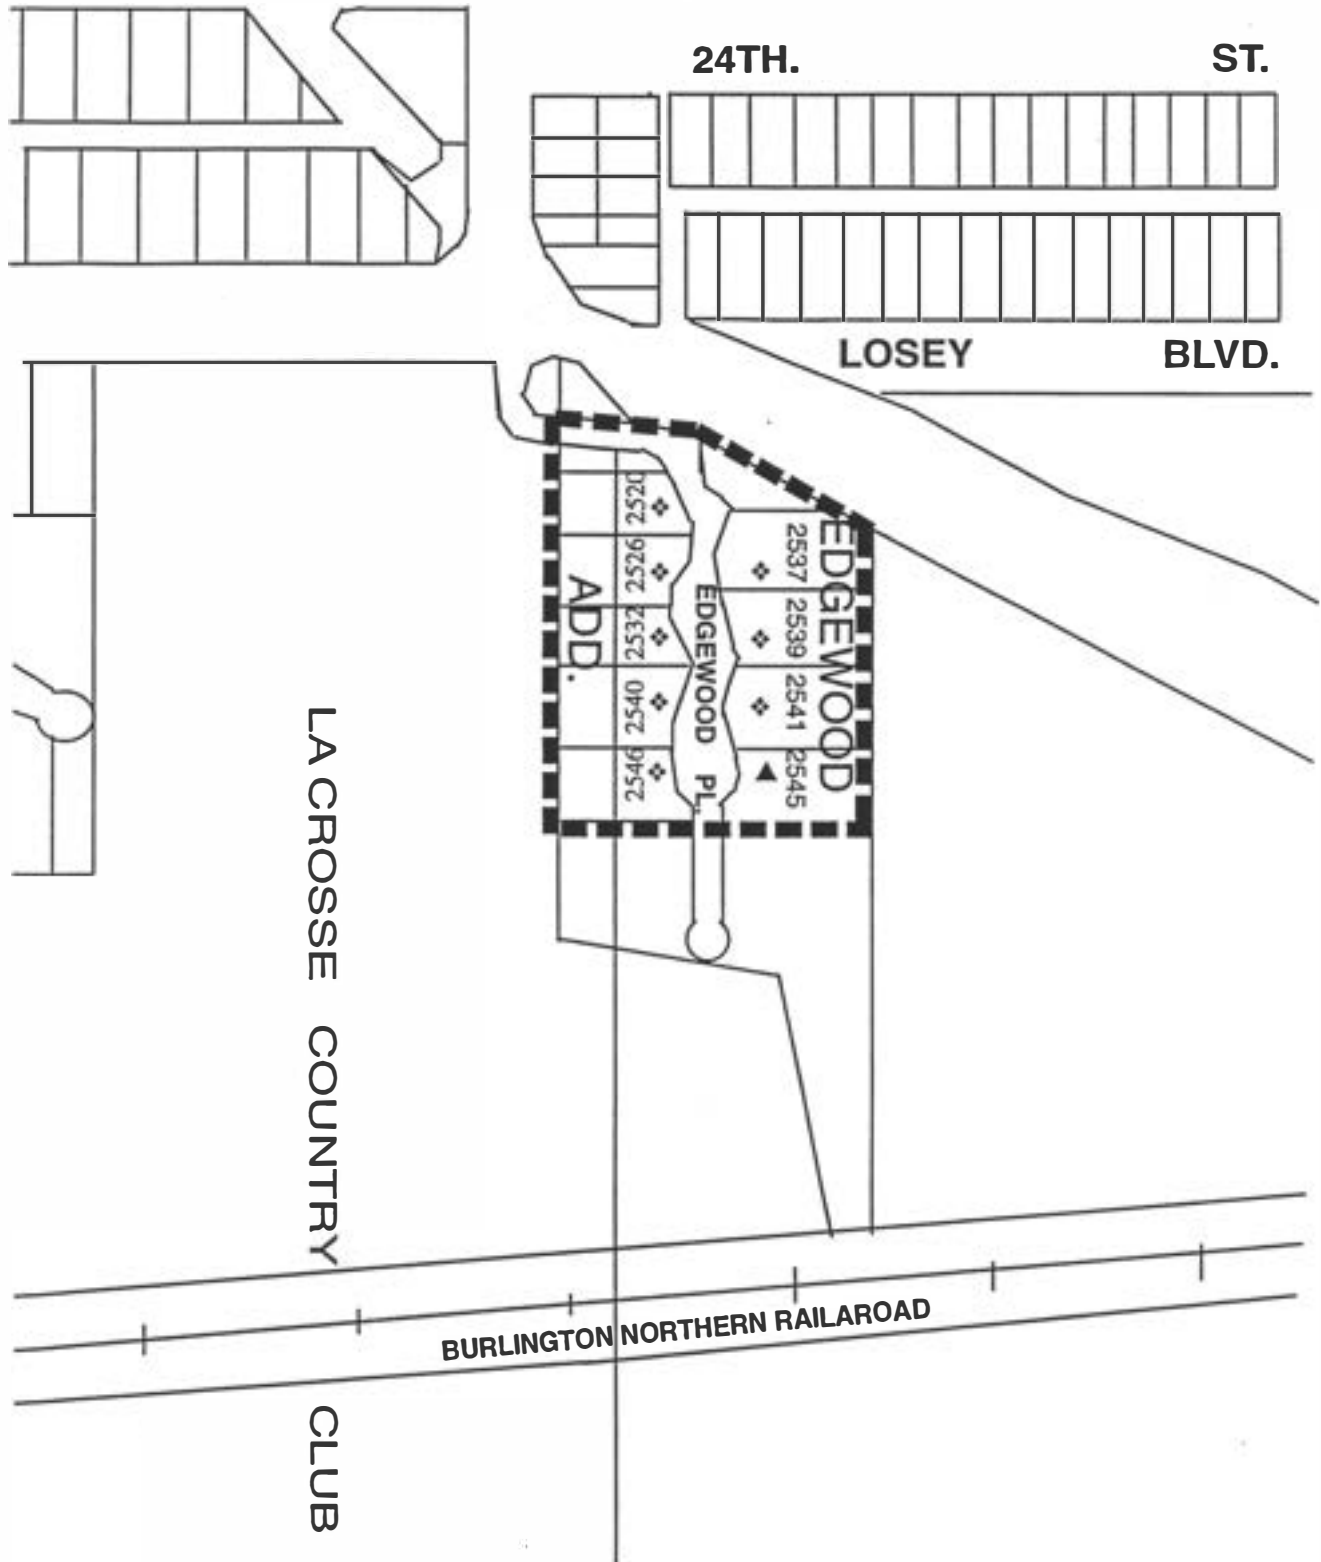 24TH. ST.
LOSEY BLVD.
2520
2526
2532
2540
2546
ADD.
EDGEWOOD PL.
2537
2539
2541
2545
EDGEWOOD
LA CROSSE COUNTRY CLUB
BURLINGTON NORTHERN RAILAROAD